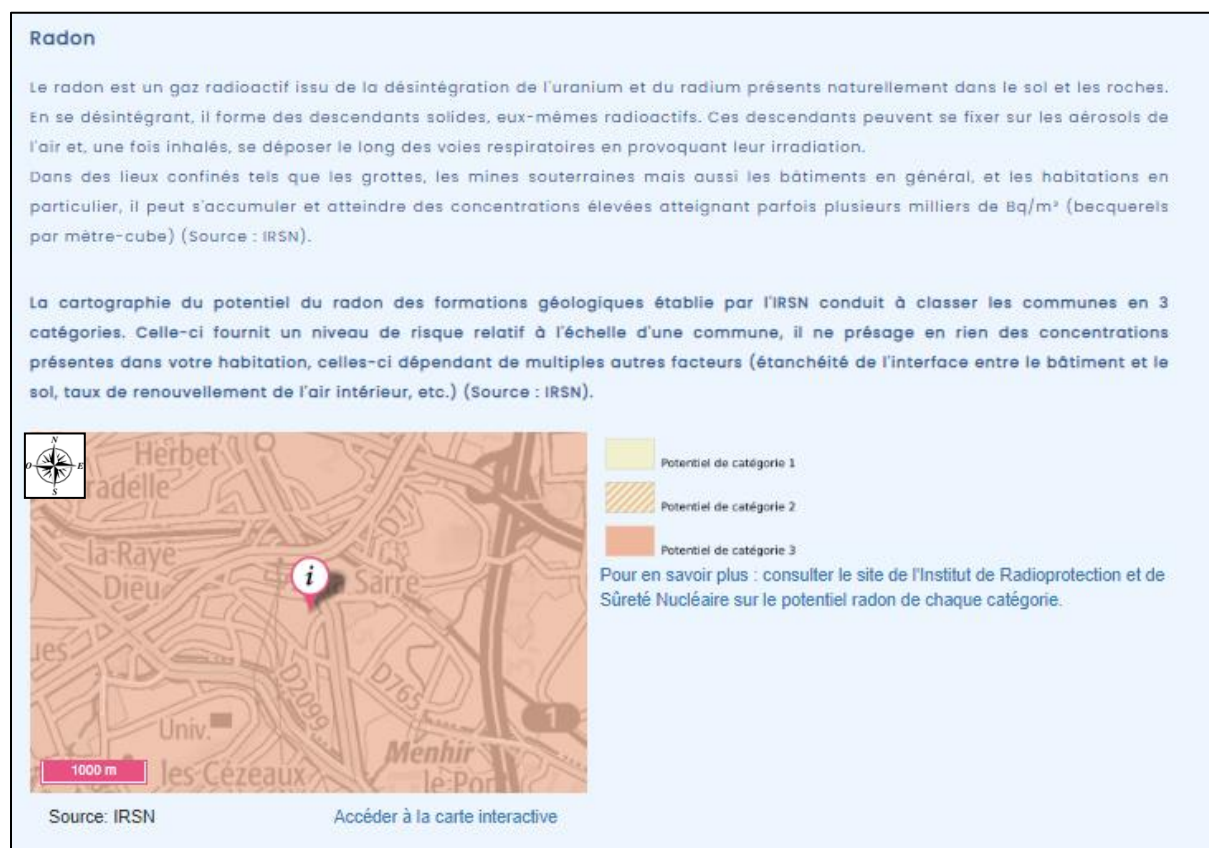 Radon
Le radon est un gaz radioactif issu de la désintégration de l'uranium et du radium présents naturellement dans le sol et les roches.
En se désintégrant, il forme des descendants solides, eux-mêmes radioactifs. Ces descendants peuvent se fixer sur les aérosols de
l'air et, une fois inhalés, se déposer le long des voies respiratoires en provoquant leur irradiation.
Dans des lieux confinés tels que les grottes, les mines souterraines mais aussi les bâtiments en général, et les habitations en
particulier, il peut s'accumuler et atteindre des concentrations élevées atteignant parfois plusieurs milliers de Bq/m³ (becquerels
par mètre-cube) (Source : IRSN).
La cartographie du potentiel du radon des formations géologiques établie par l'IRSN conduit à classer les communes en 3
catégories. Celle-ci fournit un niveau de risque relatif à l'échelle d'une commune, il ne présage en rien des concentrations
présentes dans votre habitation, celles-ci dépendant de multiples autres facteurs (étanchéité de l'interface entre le bâtiment et le
sol, taux de renouvellement de l'air intérieur, etc.) (Source : IRSN).
N
O E
S
Herbet
radelle
la Raye
Dieu
Sarre
ues
D2099
D765
1
Univ.
les Cézeaux
Menhir
le Port
1000 m
i
Potentiel de catégorie 1
Potentiel de catégorie 2
Potentiel de catégorie 3
Pour en savoir plus : consulter le site de l'Institut de Radioprotection et de
Sûreté Nucléaire sur le potentiel radon de chaque catégorie.
Source: IRSN
Accéder à la carte interactive